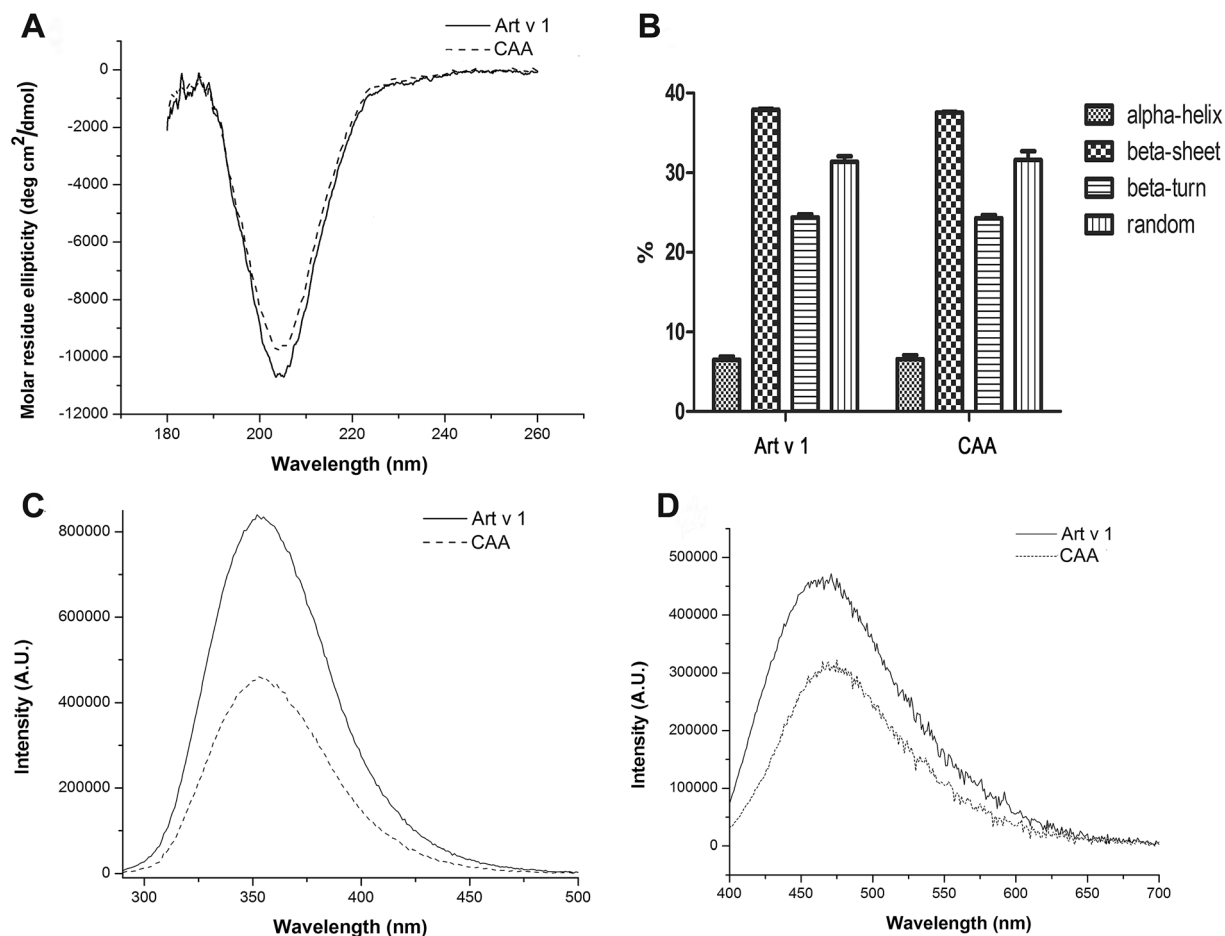 A
Art v 1
CAA
0
-2000
-4000
-6000
-8000
-10000
-12000
Molar residue ellipticity (deg cm²/dmol)
180
200
220
240
260
Wavelength (nm)
B
40
30
20
10
0
%
Art v 1
CAA
alpha-helix
beta-sheet
beta-turn
random
C
Art v 1
CAA
800000
600000
400000
200000
0
Intensity (A.U.)
300
350
400
450
500
Wavelength (nm)
D
Art v 1
CAA
500000
400000
300000
200000
100000
0
Intensity (A.U.)
400
450
500
550
600
650
700
Wavelength (nm)